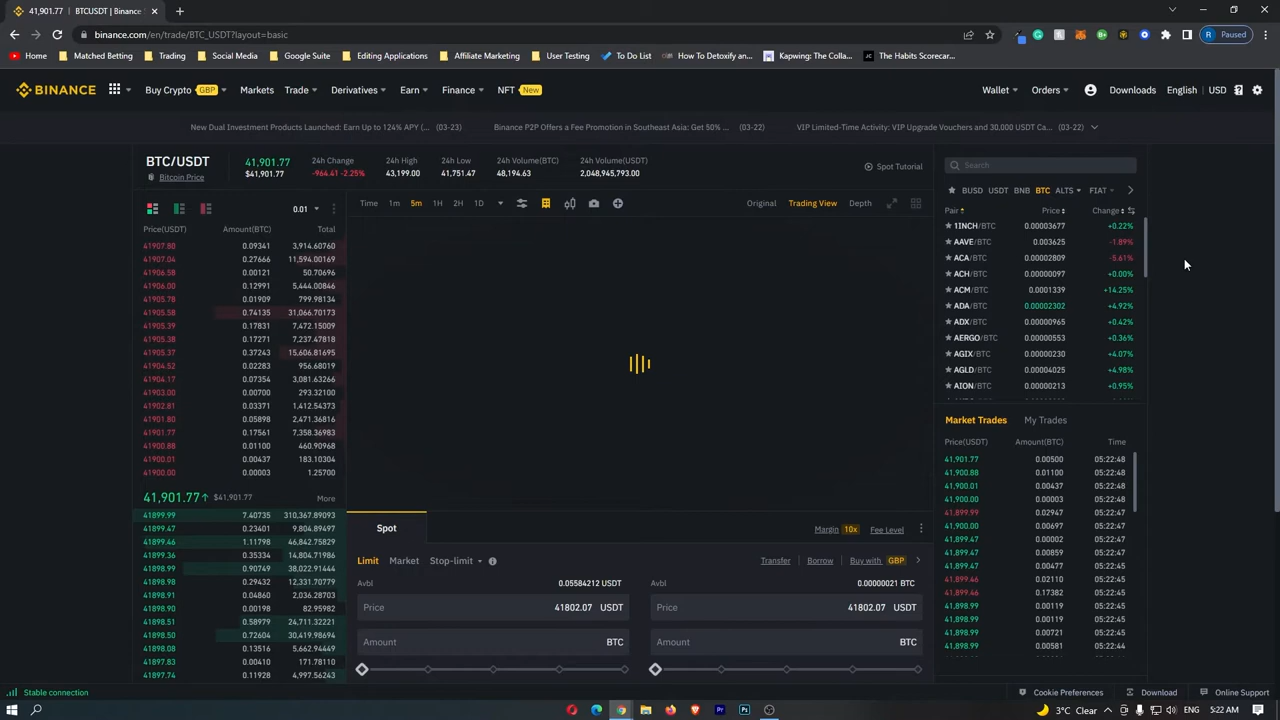 41,901.77 | BTCUSDT | Binance
binance.com/en/trade/BTC_USDT?layout=basic
Paused
Home Matched Betting Trading Social Media Google Suite Editing Applications Affiliate Marketing User Testing To Do List How To Detoxify an... Kapwing: The Colla... The Habits Scorecar...
BINANCE Buy Crypto GBP Markets Trade Derivatives Earn Finance NFT New Wallet Orders Downloads English USD
New Dual Investment Products Launched: Earn Up to 124% APY (... (03-23) Binance P2P Offers a Fee Promotion in Southeast Asia: Get 50% ... (03-22) VIP Limited-Time Activity: VIP Upgrade Vouchers and 30,000 USDT Ca... (03-22)
BTC/USDT
Bitcoin Price
41,901.77
$41,901.77
24h Change
-964.41 -2.25%
24h High
43,199.00
24h Low
41,751.47
24h Volume(BTC)
48,194.63
24h Volume(USDT)
2,048,945,793.00
Spot Tutorial
0.01
Price(USDT) Amount(BTC) Total
41907.80 0.09341 3,914.60760
41907.04 0.27666 11,594.00169
41906.58 0.00121 50.70696
41906.00 0.12991 5,444.00846
41905.78 0.01909 799.98134
41905.58 0.74135 31,066.70173
41905.39 0.17831 7,472.15009
41905.38 0.17271 7,237.47818
41905.37 0.37243 15,606.81695
41904.52 0.02283 956.68019
41904.17 0.07354 3,081.63266
41903.00 0.00700 293.32100
41902.81 0.03371 1,412.54373
41901.80 0.05898 2,471.36816
41901.77 0.17561 7,358.36983
41900.88 0.01100 460.90968
41900.01 0.00437 183.10304
41900.00 0.00003 1.25700
41,901.77↑ $41,901.77 More
41899.99 7.40735 310,367.89093
41899.47 0.23401 9,804.89497
41899.46 1.11798 46,842.75829
41899.36 0.35334 14,804.71986
41898.99 0.90749 38,022.91444
41898.98 0.29432 12,331.70779
41898.91 0.04860 2,036.28703
41898.90 0.00198 82.95982
41898.51 0.58979 24,711.32221
41898.50 0.72604 30,419.98694
41898.08 0.13516 5,662.94449
41897.83 0.00410 171.78110
41897.74 0.11928 4,997.56243
Time 1m 5m 1H 2H 1D
Original Trading View Depth
Spot
Margin 10x Fee Level
Limit Market Stop-limit
Transfer Borrow Buy with GBP
Avbl 0.05584212 USDT
Price 41802.07 USDT
Amount BTC
Avbl 0.00000021 BTC
Price 41802.07 USDT
Amount BTC
Search
BUSD USDT BNB BTC ALTS FIAT
Pair Price Change
1INCH/BTC 0.00003677 +0.22%
AAVE/BTC 0.003625 -1.89%
ACA/BTC 0.00002809 -5.61%
ACH/BTC 0.00000097 +0.00%
ACM/BTC 0.0001339 +14.25%
ADA/BTC 0.00002302 +4.92%
ADX/BTC 0.00000965 +0.42%
AERGO/BTC 0.00000553 +0.36%
AGIX/BTC 0.00000230 +4.07%
AGLD/BTC 0.00004025 +4.98%
AION/BTC 0.00000213 +0.95%
Market Trades My Trades
Price(USDT) Amount(BTC) Time
41,901.77 0.00500 05:22:48
41,900.88 0.01100 05:22:48
41,900.01 0.00437 05:22:48
41,900.00 0.00003 05:22:48
41,899.99 0.02947 05:22:48
41,900.00 0.00697 05:22:48
41,899.47 0.00002 05:22:48
41,899.47 0.00859 05:22:48
41,899.47 0.00477 05:22:48
41,899.46 0.02110 05:22:45
41,899.46 0.17382 05:22:45
41,898.99 0.00119 05:22:45
41,898.99 0.00721 05:22:45
41,898.99 0.00119 05:22:45
41,898.99 0.00581 05:22:44
Stable connection
Cookie Preferences Download Online Support
3°C Clear ENG 5:22 AM